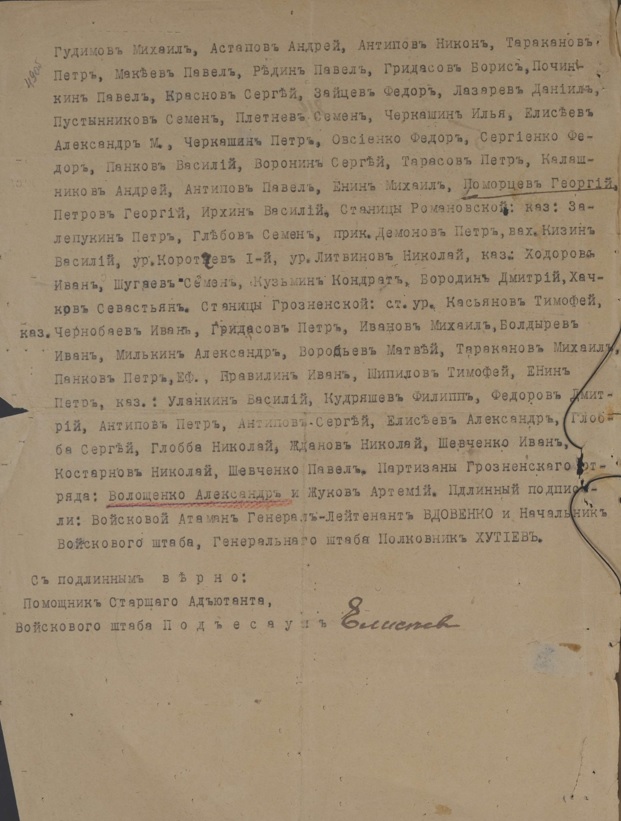 Гудимовъ Михаилъ, Астаповъ Андрей, Антиповъ Никонъ, Таракановъ
Петръ, Макѣевъ Павелъ, Рѣдинъ Павелъ, Гридасовъ Борисъ, Почин-
кинъ Павелъ, Красновъ Сергѣй, Зайцевъ Федоръ, Лазаревъ Даніилъ,
Пустынниковъ Семенъ, Плетневъ Семенъ, Черкашинъ Илья, Елисѣевъ
Александръ М., Черкашинъ Петръ, Овсіенко Федоръ, Сергіенко Фе-
доръ, Панковъ Василій, Воронинъ Сергѣй, Тарасовъ Петръ, Калаш-
никовъ Андрей, Антиповъ Павелъ, Енинъ Михаилъ, Поморцевъ Георгій,
Петровъ Георгій, Ирхинъ Василій, Станицы Романовской: каз: За-
лепукинъ Петръ, Глѣбовъ Семенъ, прик. Демоновъ Петръ, вах. Кизинъ
Василій, ур. Коротѣевъ I-й, ур. Литвиновъ Николай, каз. Ходоровъ
Иванъ, Шугаевъ Семенъ, Кузьминъ Кондратъ, Бородинъ Дмитрій, Хач-
ковъ Севастьянъ. Станицы Грозненской: ст. ур. Касьяновъ Тимофей,
каз. Чернобаевъ Иванъ, Гридасовъ Петръ, Ивановъ Михаилъ, Болдыревъ
Иванъ, Милькинъ Александръ, Воробьевъ Матвѣй, Таракановъ Михаилъ,
Панковъ Петръ, Еф., Правилинъ Иванъ, Шипиловъ Тимофей, Енинъ
Петръ, каз.: Уланкинъ Василій, Кудряшевъ Филиппъ, Федоровъ Дмит-
рій, Антиповъ Петръ, Антиповъ Сергѣй, Елисѣевъ Александръ, Глоб-
ба Сергѣй, Глобба Николай, Ждановъ Николай, Шевченко Иванъ,
Костарновъ Николай, Шевченко Павелъ. Партизаны Грозненскаго от-
ряда: Волощенко Александръ и Жуковъ Артемій. Пдлинный подписа-
ли: Войсковой Атаманъ Генералъ-Лейтенантъ ВДОВЕНКО и Начальникъ
Войскового штаба, Генеральнаго штаба Полковникъ ХУТІЕВЪ.
Съ подлиннымъ вѣрно:
Помощникъ Старшаго Адъютанта,
Войскового штаба Подъесаулъ